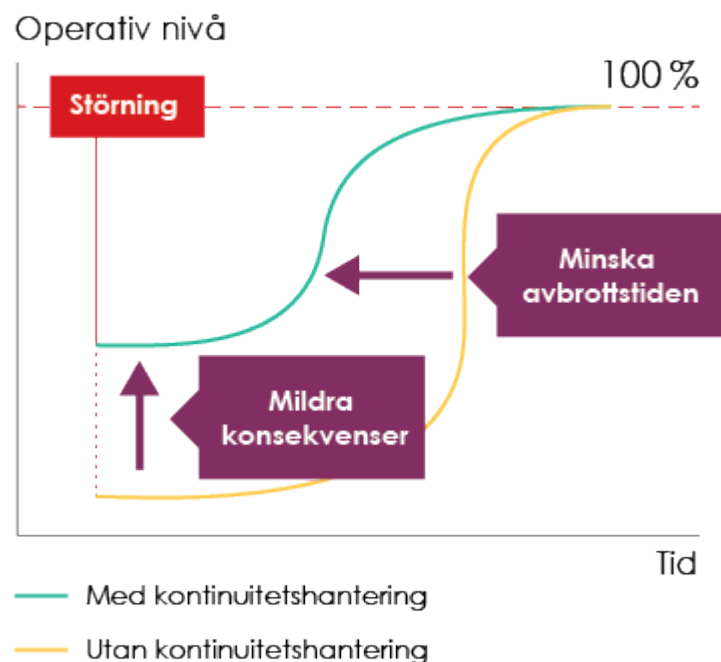 Operativ nivå
100 %
Störning
Minska
avbrottstiden
Mildra
konsekvenser
Tid
Med kontinuitetshantering
Utan kontinuitetshantering